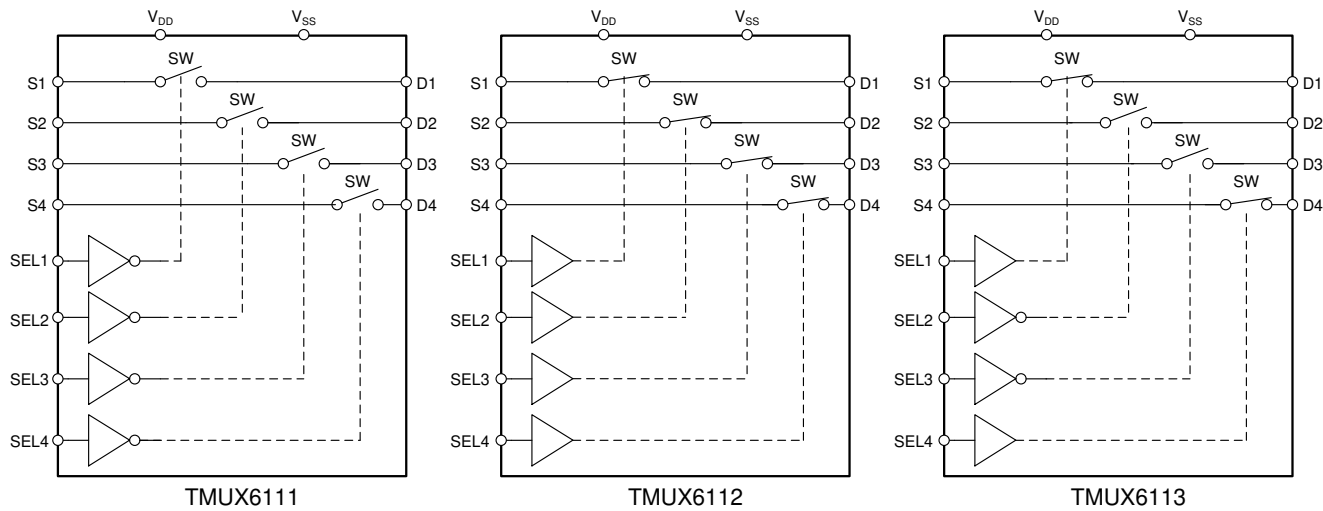 V_DD V_SS
SW
S1 D1
SW
S2 D2
SW
S3 D3
SW
S4 D4
SEL1
SEL2
SEL3
SEL4
TMUX6111
V_DD V_SS
SW
S1 D1
SW
S2 D2
SW
S3 D3
SW
S4 D4
SEL1
SEL2
SEL3
SEL4
TMUX6112
V_DD V_SS
SW
S1 D1
SW
S2 D2
SW
S3 D3
SW
S4 D4
SEL1
SEL2
SEL3
SEL4
TMUX6113